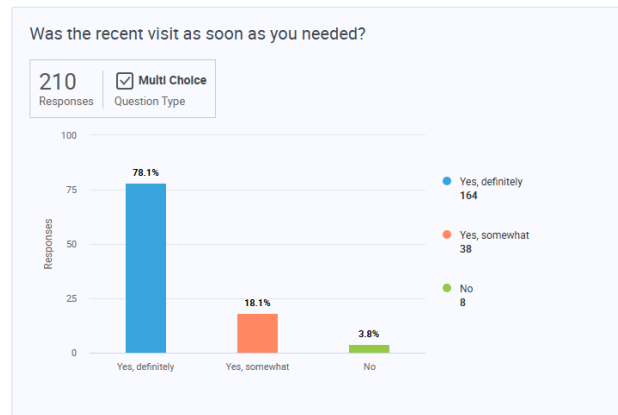 Was the recent visit as soon as you needed?
210
Responses
Multi Choice
Question Type
100
75
50
25
0
Responses
78.1%
18.1%
3.8%
Yes, definitely
Yes, somewhat
No
Yes, definitely
164
Yes, somewhat
38
No
8